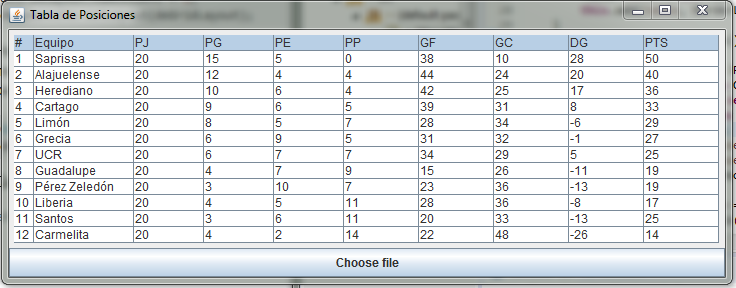 Tabla de Posiciones
# Equipo PJ PG PE PP GF GC DG PTS
1 Saprissa 20 15 5 0 38 10 28 50
2 Alajuelense 20 12 4 4 44 24 20 40
3 Herediano 20 10 6 4 42 25 17 36
4 Cartago 20 9 6 5 39 31 8 33
5 Limón 20 8 5 7 28 34 -6 29
6 Grecia 20 6 9 5 31 32 -1 27
7 UCR 20 6 7 7 34 29 5 25
8 Guadalupe 20 4 7 9 15 26 -11 19
9 Pérez Zeledón 20 3 10 7 23 36 -13 19
10 Liberia 20 4 5 11 28 36 -8 17
11 Santos 20 3 6 11 20 33 -13 25
12 Carmelita 20 4 2 14 22 48 -26 14
Choose file